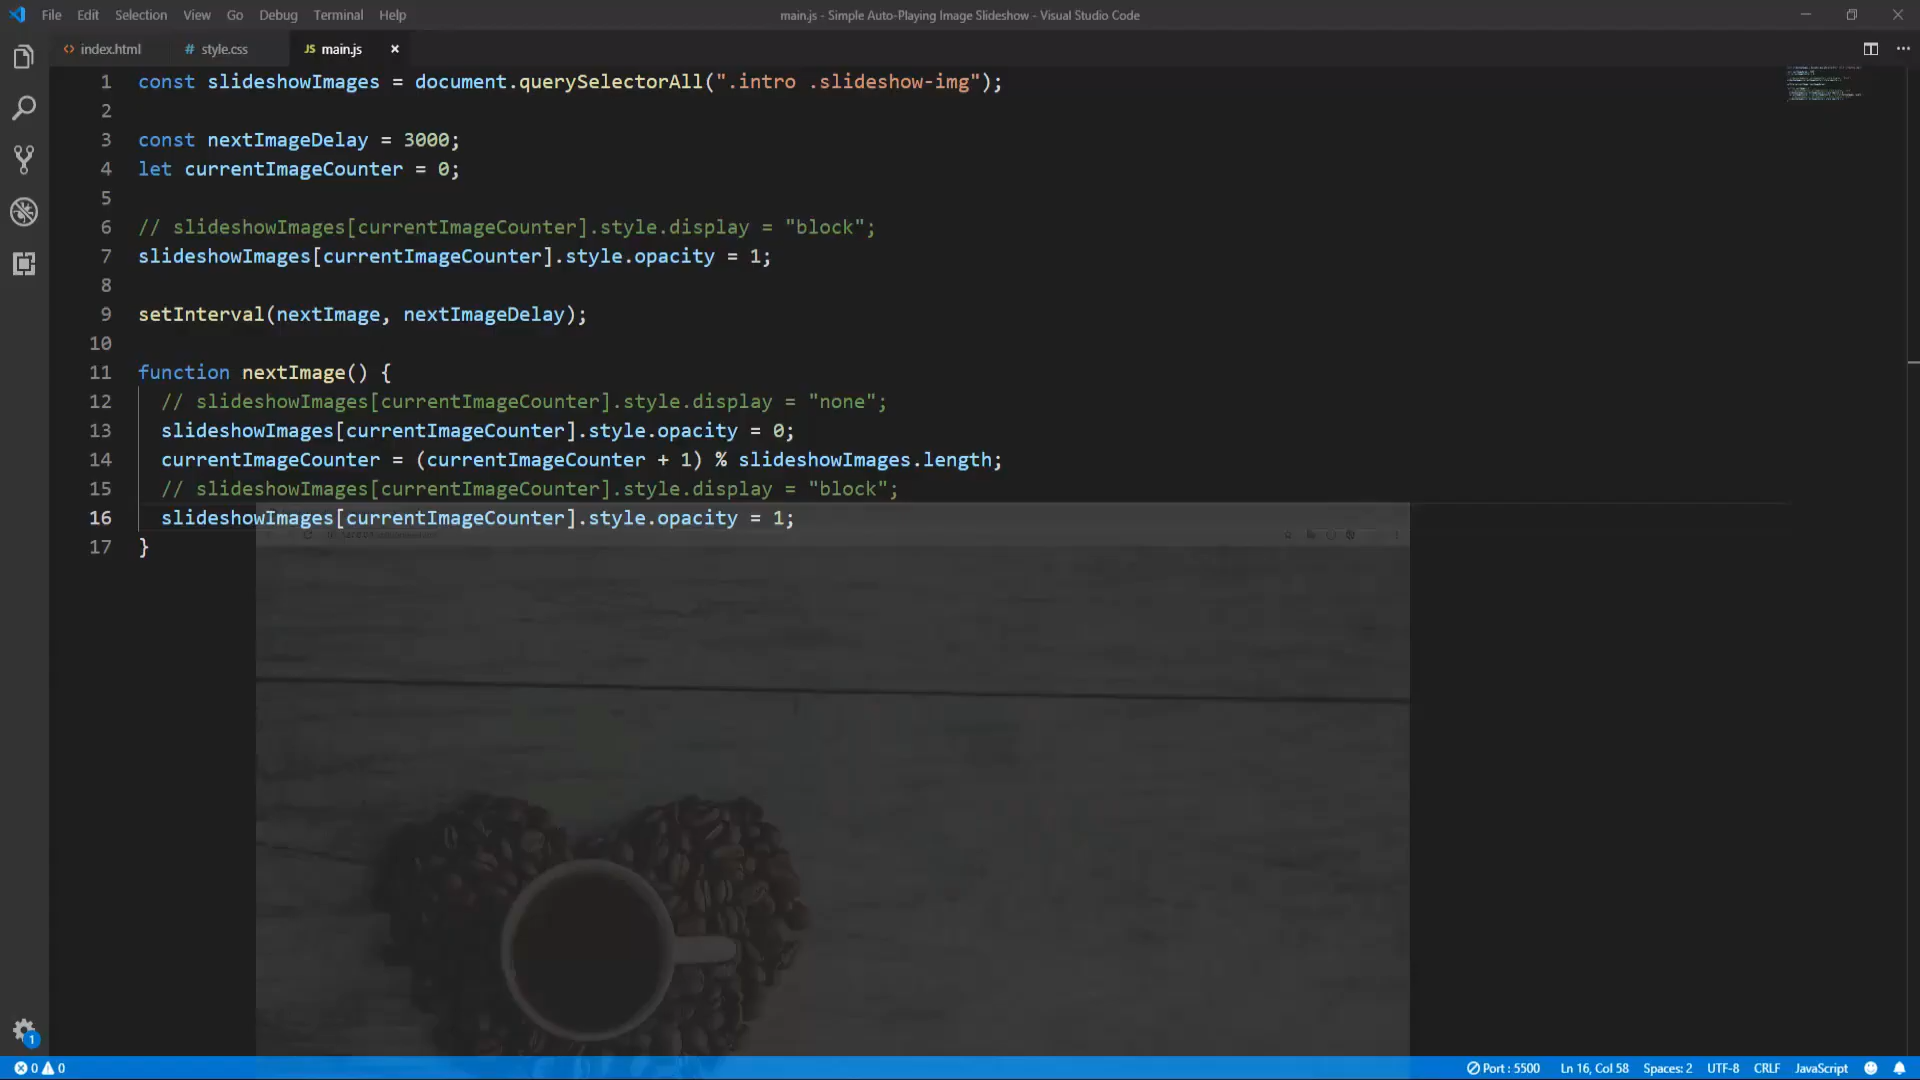 File Edit Selection View Go Debug Terminal Help
main.js - Simple Auto-Playing Image Slideshow - Visual Studio Code
<> index.html # style.css JS main.js ×
1 const slideshowImages = document.querySelectorAll(".intro .slideshow-img");
2
3 const nextImageDelay = 3000;
4 let currentImageCounter = 0;
5
6 // slideshowImages[currentImageCounter].style.display = "block";
7 slideshowImages[currentImageCounter].style.opacity = 1;
8
9 setInterval(nextImage, nextImageDelay);
10
11 function nextImage() {
12 // slideshowImages[currentImageCounter].style.display = "none";
13 slideshowImages[currentImageCounter].style.opacity = 0;
14 currentImageCounter = (currentImageCounter + 1) % slideshowImages.length;
15 // slideshowImages[currentImageCounter].style.display = "block";
16 slideshowImages[currentImageCounter].style.opacity = 1;
17 }
1
0 0 Port : 5500 Ln 16, Col 58 Spaces: 2 UTF-8 CRLF JavaScript